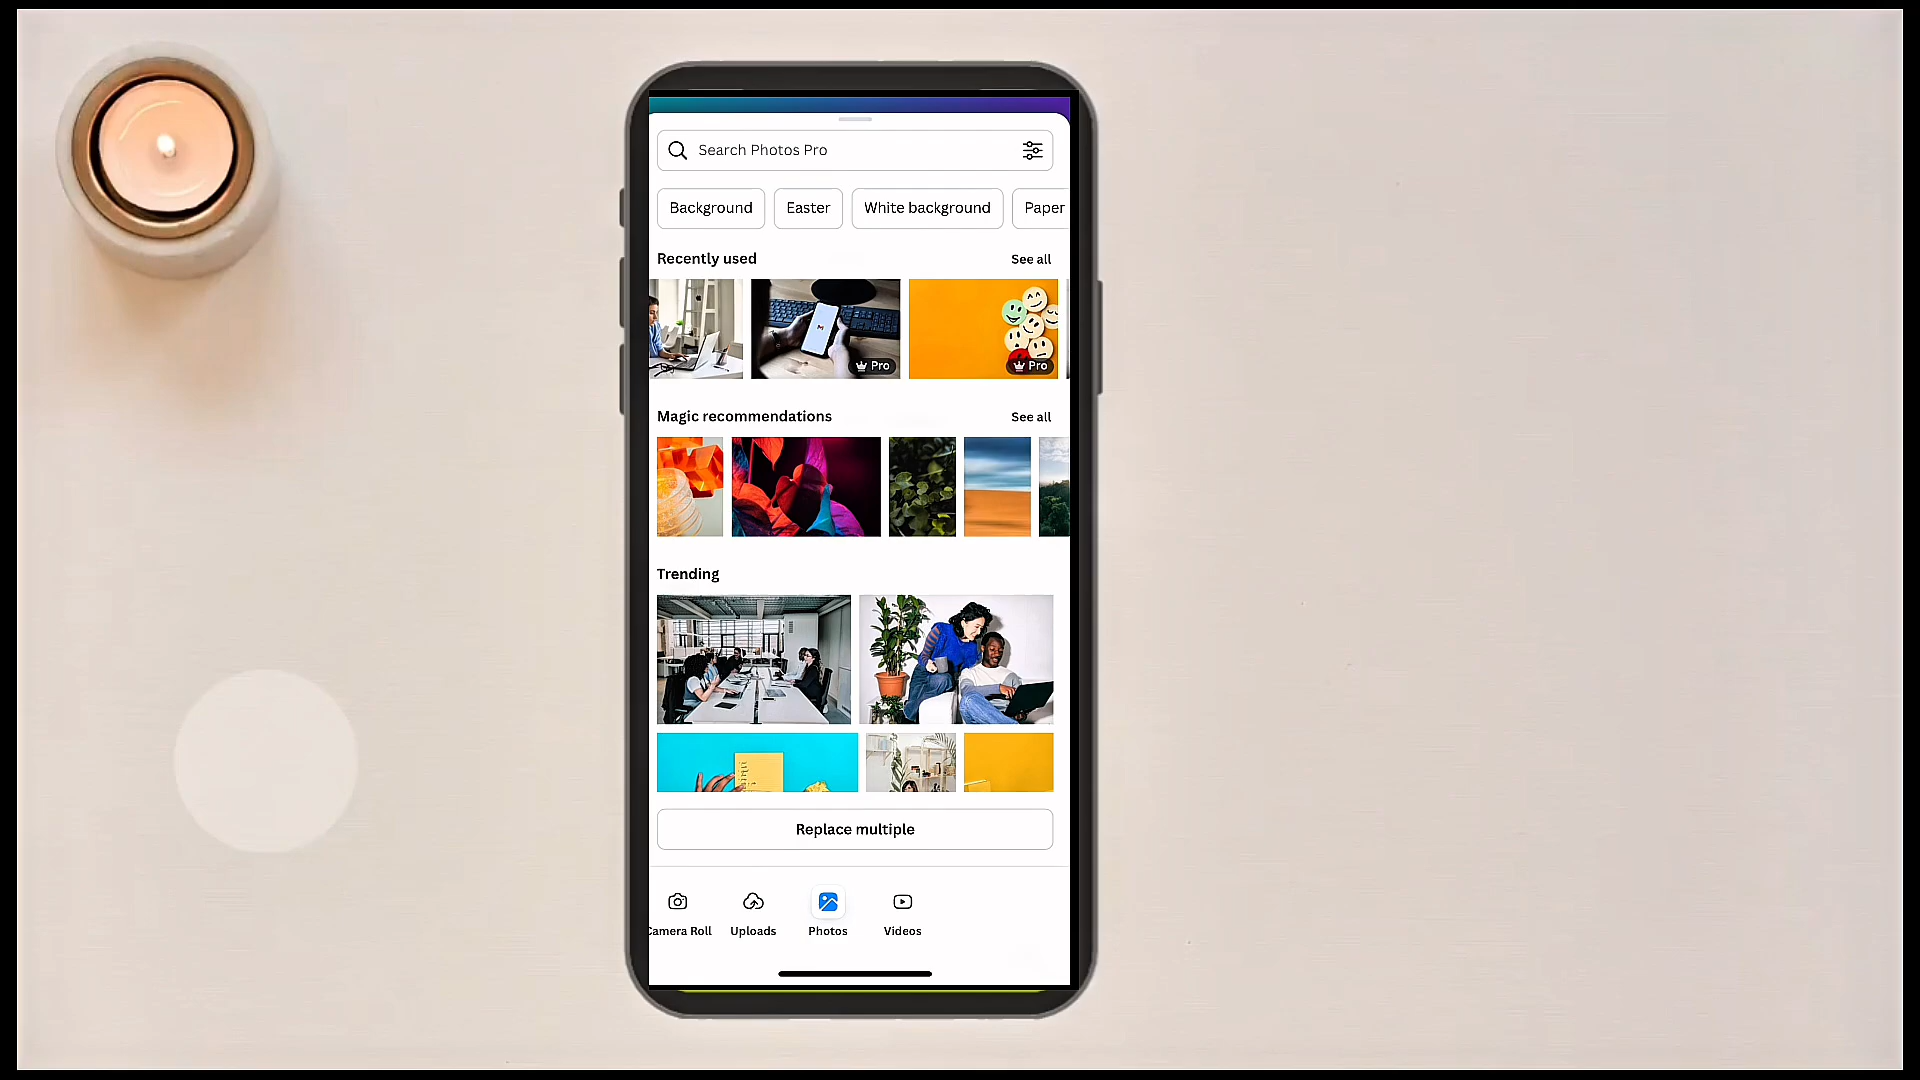 Search Photos Pro
Background
Easter
White background
Paper
Recently used
See all
Pro
Pro
Magic recommendations
See all
Trending
Replace multiple
Camera Roll
Uploads
Photos
Videos